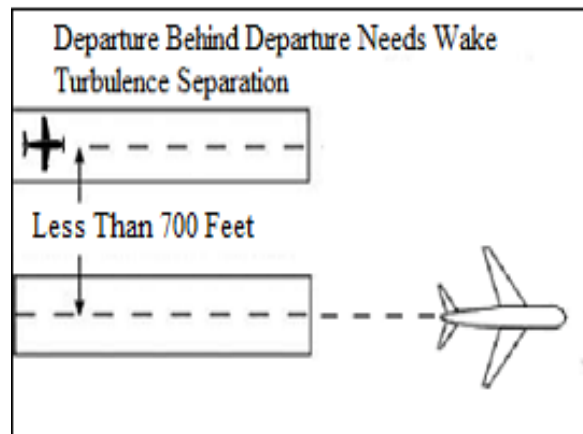 Departure Behind Departure Needs Wake
Turbulence Separation
Less Than 700 Feet